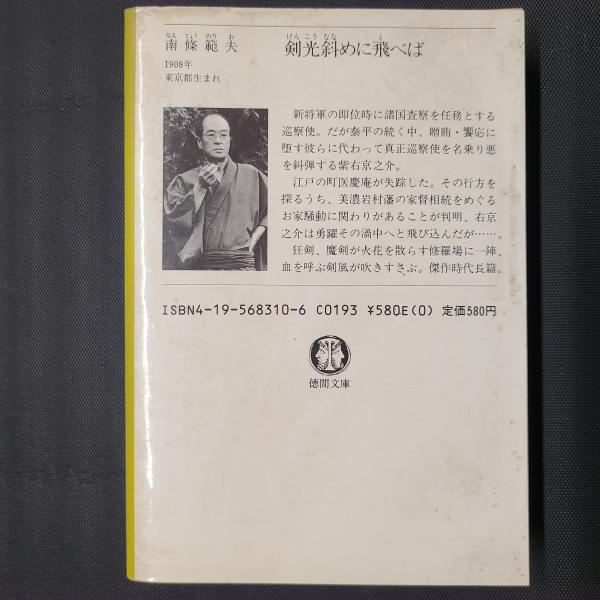 なん じょう のり お
南條範夫
1908年
東京都生まれ
けんこうなな と
剣光斜めに飛べば
新将軍の即位時に諸国査察を任務とする
巡察使。だが泰平の続く中、贈賄・饗応に
堕す彼らに代わって真正巡察使を名乗り悪
を糾弾する紫右京之介。
江戸の町医慶庵が失踪した。その行方を
探るうち、美濃岩村藩の家督相続をめぐる
お家騒動に関わりがあることが判明、右京
之介は勇躍その渦中へと飛び込んだが……。
狂剣、魔剣が火花を散らす修羅場に一陣、
血を呼ぶ剣風が吹きすさぶ。傑作時代長篇。
ISBN4-19-568310-6 C0193 ¥580E(0) 定価580円
徳間文庫